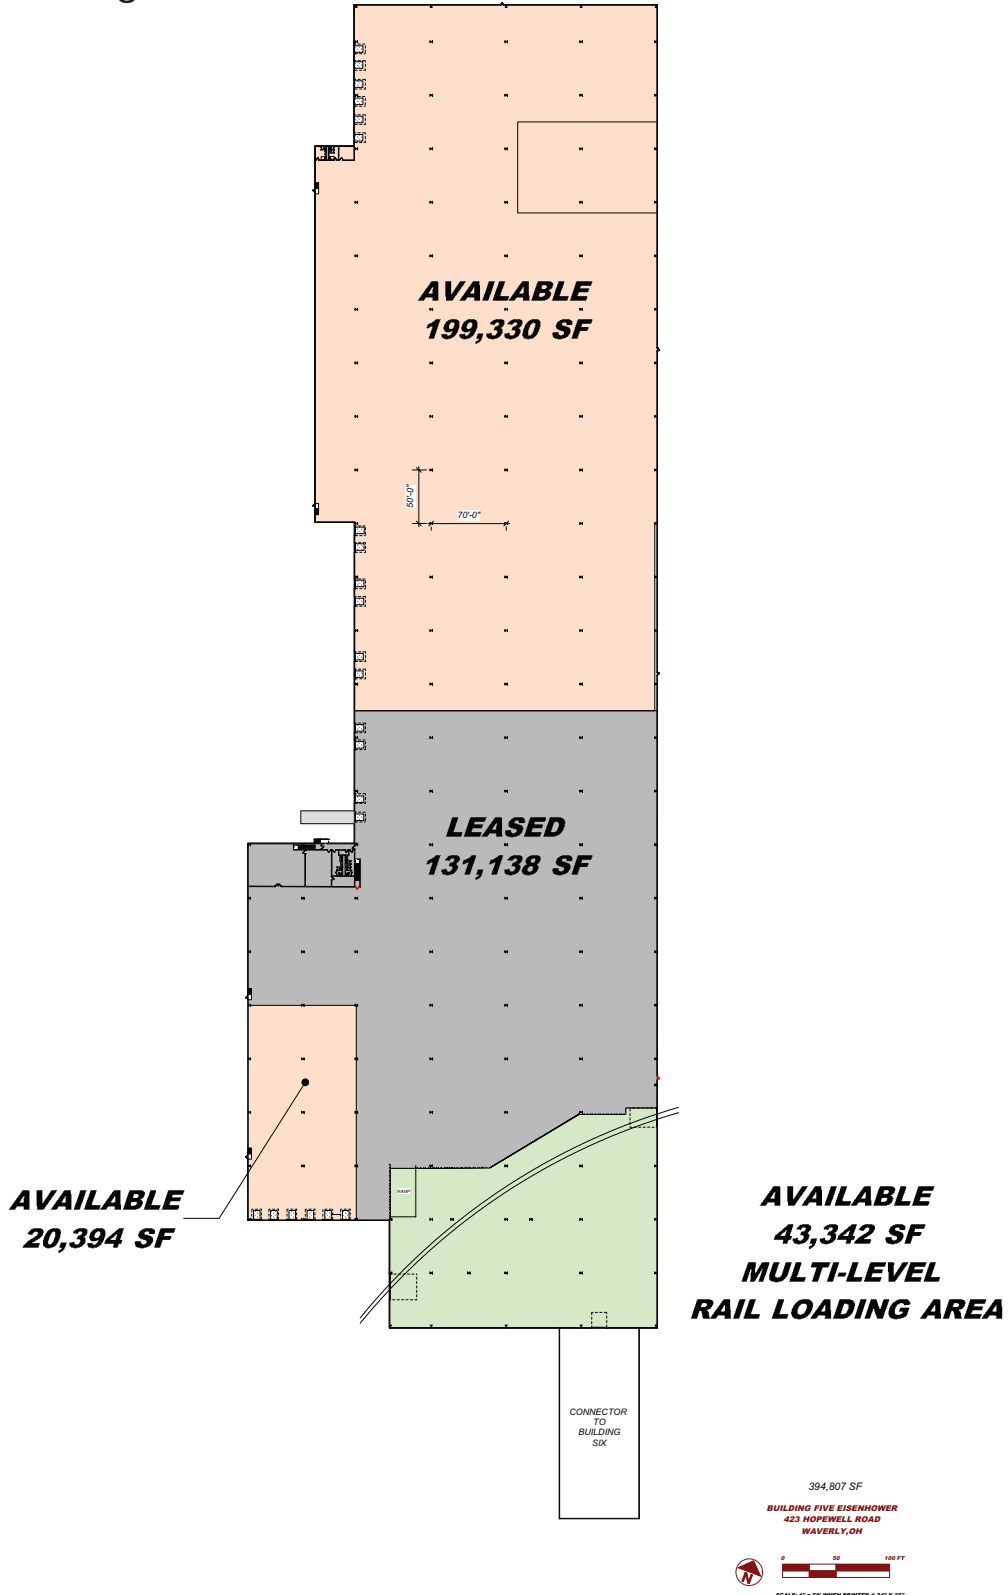 AVAILABLE
199,330 SF
50'-0"
70'-0"
LEASED
131,138 SF
RAMP
AVAILABLE
20,394 SF
AVAILABLE
43,342 SF
MULTI-LEVEL
RAIL LOADING AREA
CONNECTOR
TO
BUILDING
SIX
394,807 SF
BUILDING FIVE EISENHOWER
423 HOPEWELL ROAD
WAVERLY,OH
0 50 100 FT
N